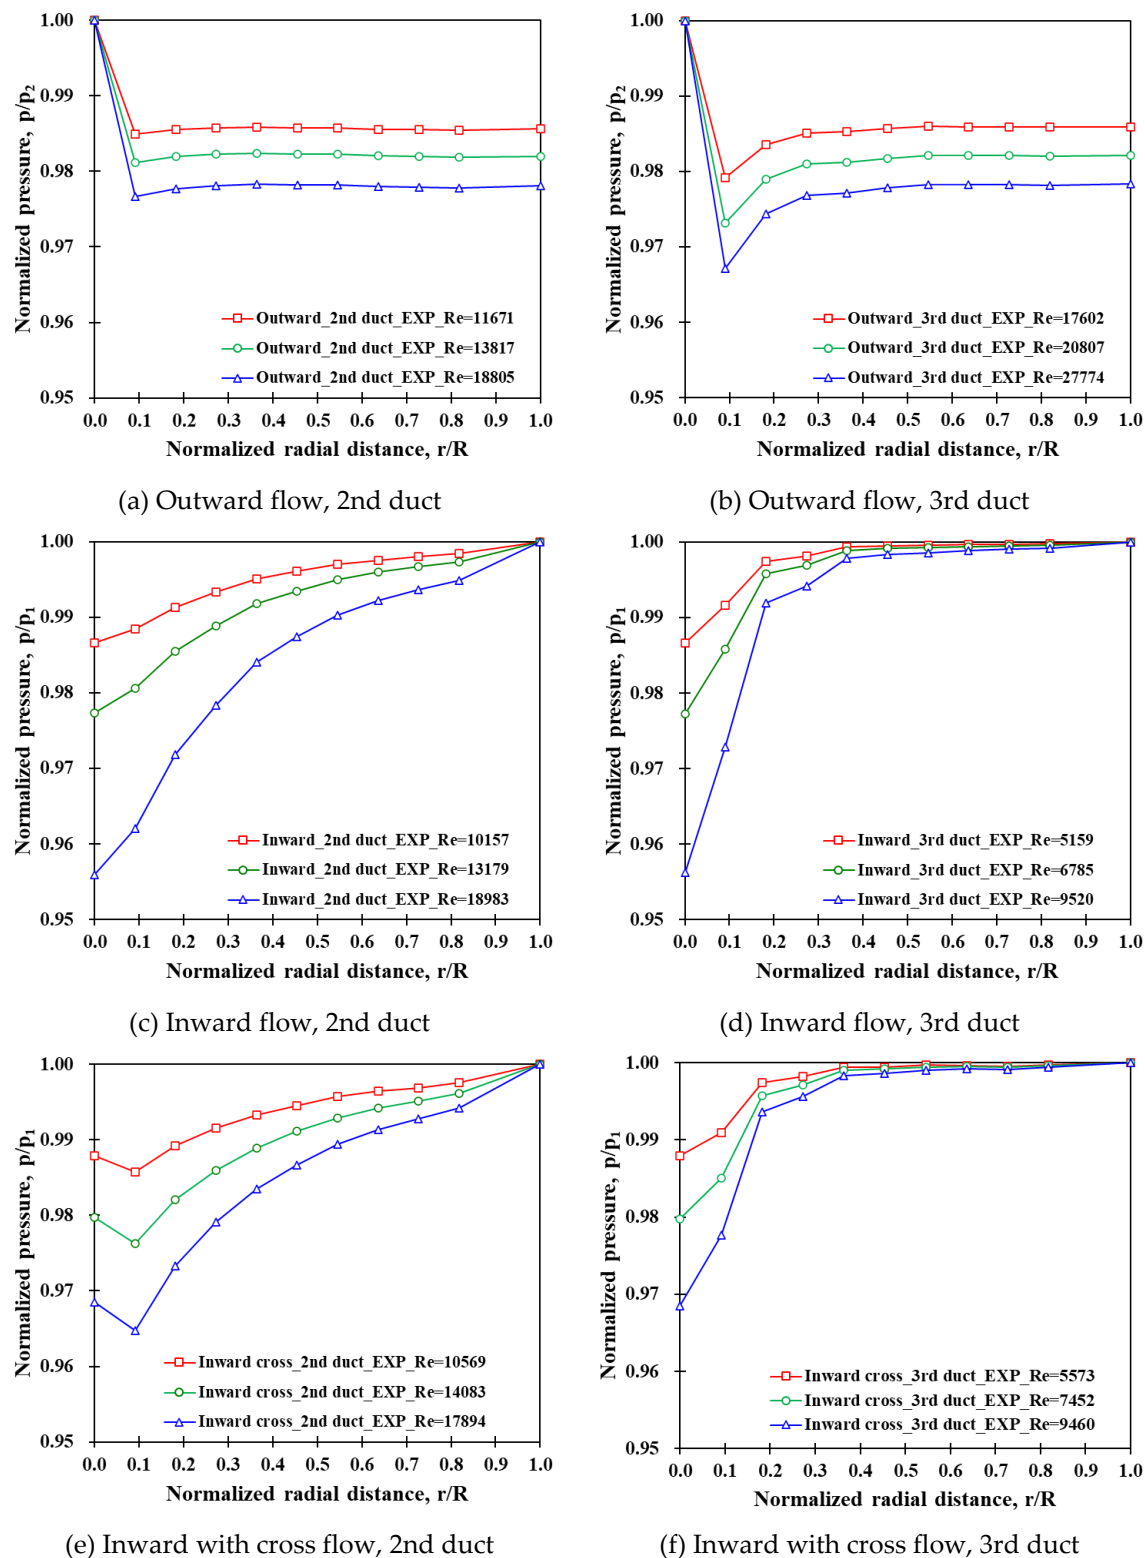 1.00
0.99
0.98
0.97
0.96
0.95
Normalized pressure, p/p2
Outward_2nd duct_EXP_Re=11671
Outward_2nd duct_EXP_Re=13817
Outward_2nd duct_EXP_Re=18805
0.0 0.1 0.2 0.3 0.4 0.5 0.6 0.7 0.8 0.9 1.0
Normalized radial distance, r/R
(a) Outward flow, 2nd duct
1.00
0.99
0.98
0.97
0.96
0.95
Normalized pressure, p/p2
Outward_3rd duct_EXP_Re=17602
Outward_3rd duct_EXP_Re=20807
Outward_3rd duct_EXP_Re=27774
0.0 0.1 0.2 0.3 0.4 0.5 0.6 0.7 0.8 0.9 1.0
Normalized radial distance, r/R
(b) Outward flow, 3rd duct
1.00
0.99
0.98
0.97
0.96
0.95
Normalized pressure, p/p1
Inward_2nd duct_EXP_Re=10157
Inward_2nd duct_EXP_Re=13179
Inward_2nd duct_EXP_Re=18983
0.0 0.1 0.2 0.3 0.4 0.5 0.6 0.7 0.8 0.9 1.0
Normalized radial distance, r/R
(c) Inward flow, 2nd duct
1.00
0.99
0.98
0.97
0.96
0.95
Normalized pressure, p/p1
Inward_3rd duct_EXP_Re=5159
Inward_3rd duct_EXP_Re=6785
Inward_3rd duct_EXP_Re=9520
0.0 0.1 0.2 0.3 0.4 0.5 0.6 0.7 0.8 0.9 1.0
Normalized radial distance, r/R
(d) Inward flow, 3rd duct
1.00
0.99
0.98
0.97
0.96
0.95
Normalized pressure, p/p1
Inward cross_2nd duct_EXP_Re=10569
Inward cross_2nd duct_EXP_Re=14083
Inward cross_2nd duct_EXP_Re=17894
0.0 0.1 0.2 0.3 0.4 0.5 0.6 0.7 0.8 0.9 1.0
Normalized radial distance, r/R
(e) Inward with cross flow, 2nd duct
1.00
0.99
0.98
0.97
0.96
0.95
Normalized pressure, p/p1
Inward cross_3rd duct_EXP_Re=5573
Inward cross_3rd duct_EXP_Re=7452
Inward cross_3rd duct_EXP_Re=9460
0.0 0.1 0.2 0.3 0.4 0.5 0.6 0.7 0.8 0.9 1.0
Normalized radial distance, r/R
(f) Inward with cross flow, 3rd duct